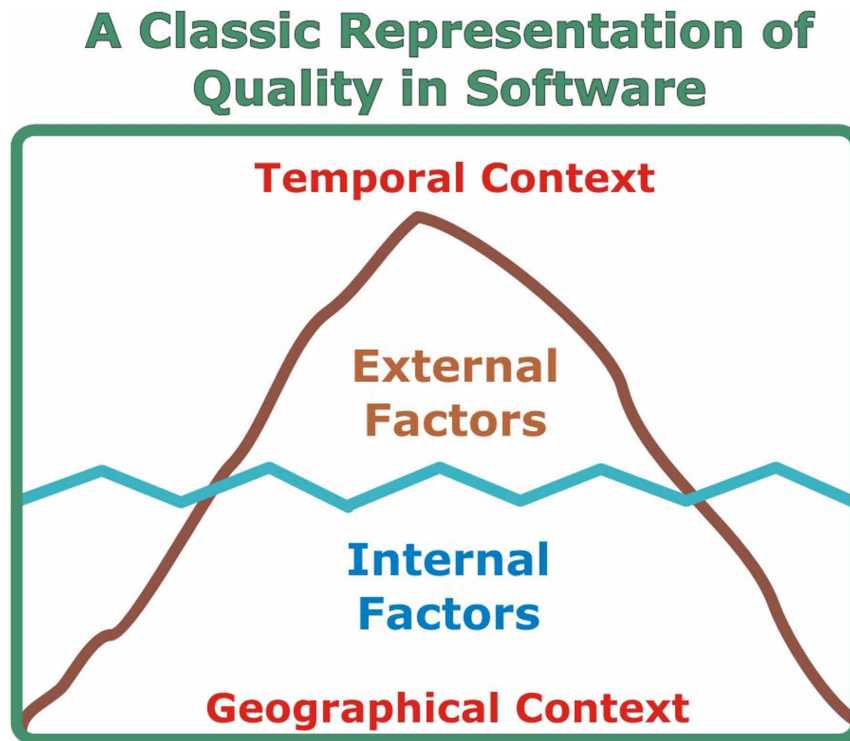 A Classic Representation of
Quality in Software
Temporal Context
External
Factors
Internal
Factors
Geographical Context